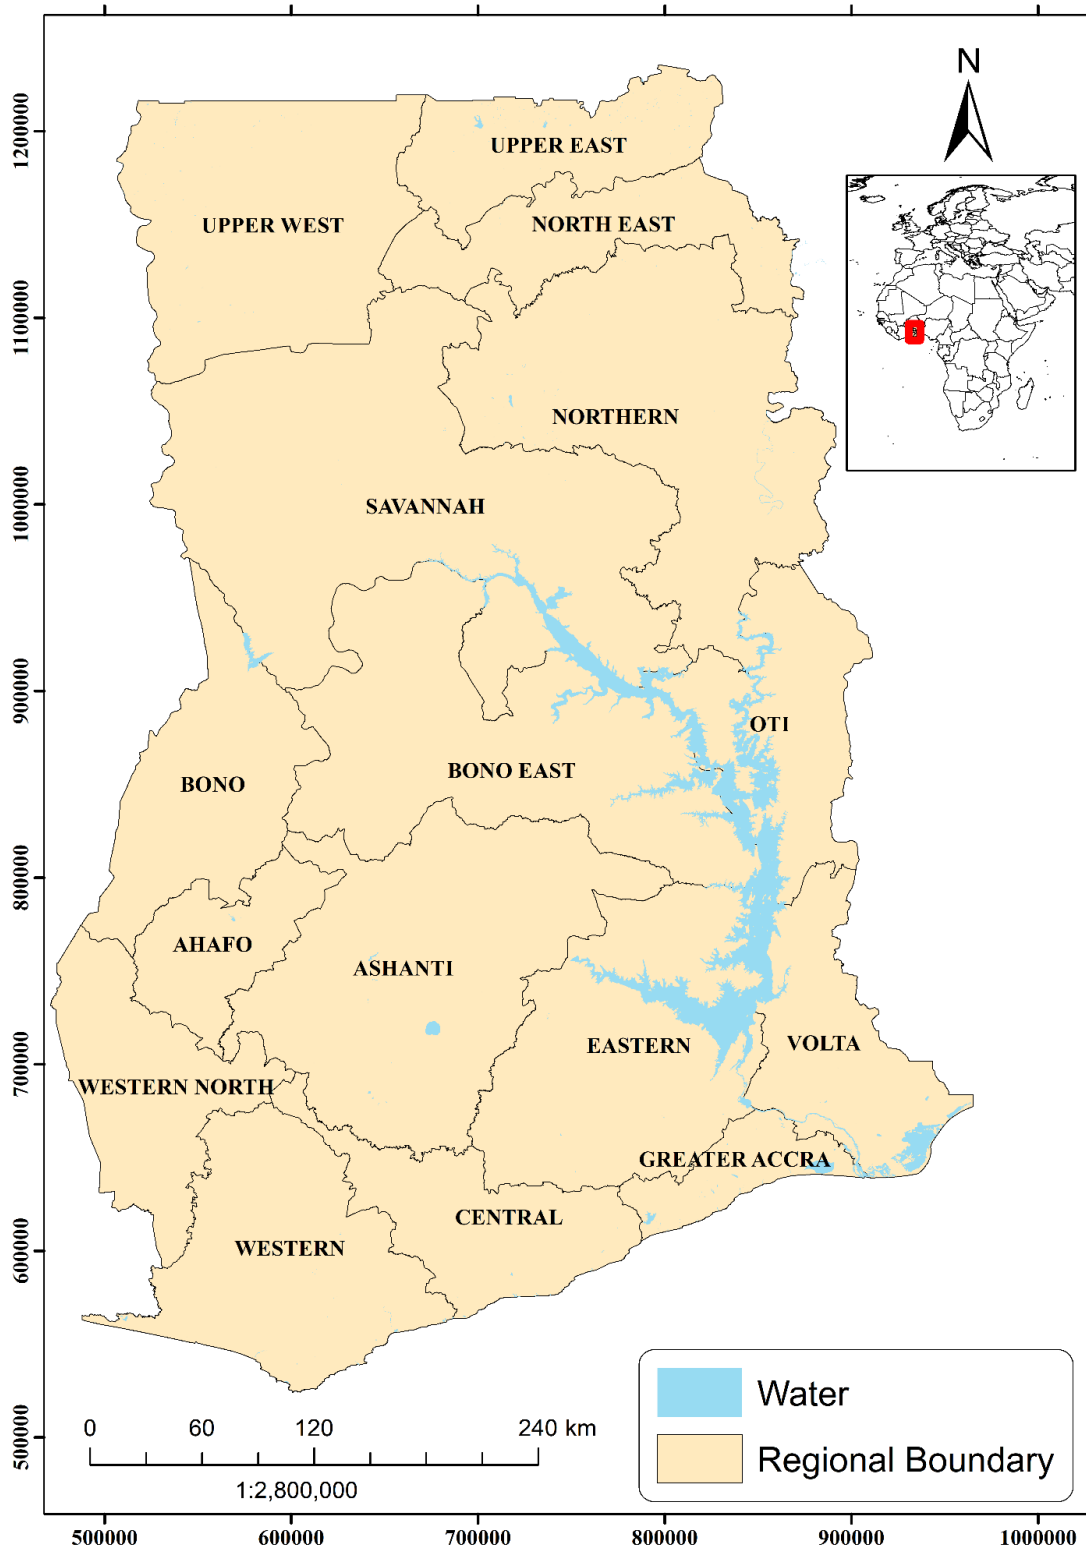 N
1200000
1100000
1000000
900000
800000
700000
600000
500000
UPPER EAST
UPPER WEST
NORTH EAST
NORTHERN
SAVANNAH
OTI
BONO EAST
BONO
AHAFO
ASHANTI
EASTERN
VOLTA
WESTERN NORTH
GREATER ACCRA
CENTRAL
WESTERN
Water
Regional Boundary
0 60 120 240 km
1:2,800,000
500000 600000 700000 800000 900000 1000000